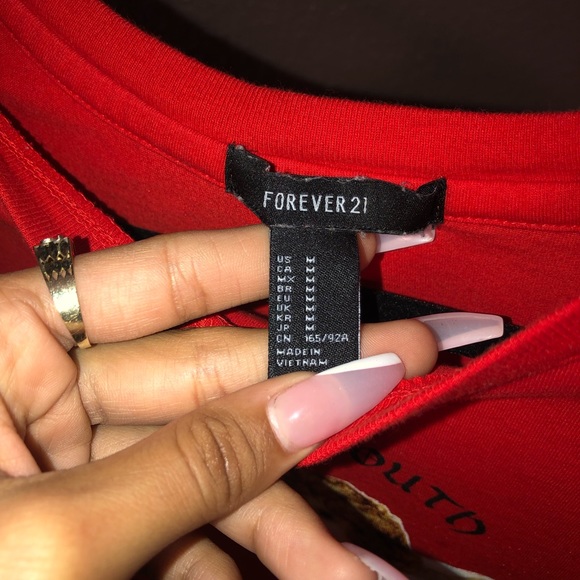 FOREVER 21
US M
CA M
MX M
BR M
EU M
UK M
KR M
JP M
CN 165/92A
MADE IN
VIETNAM